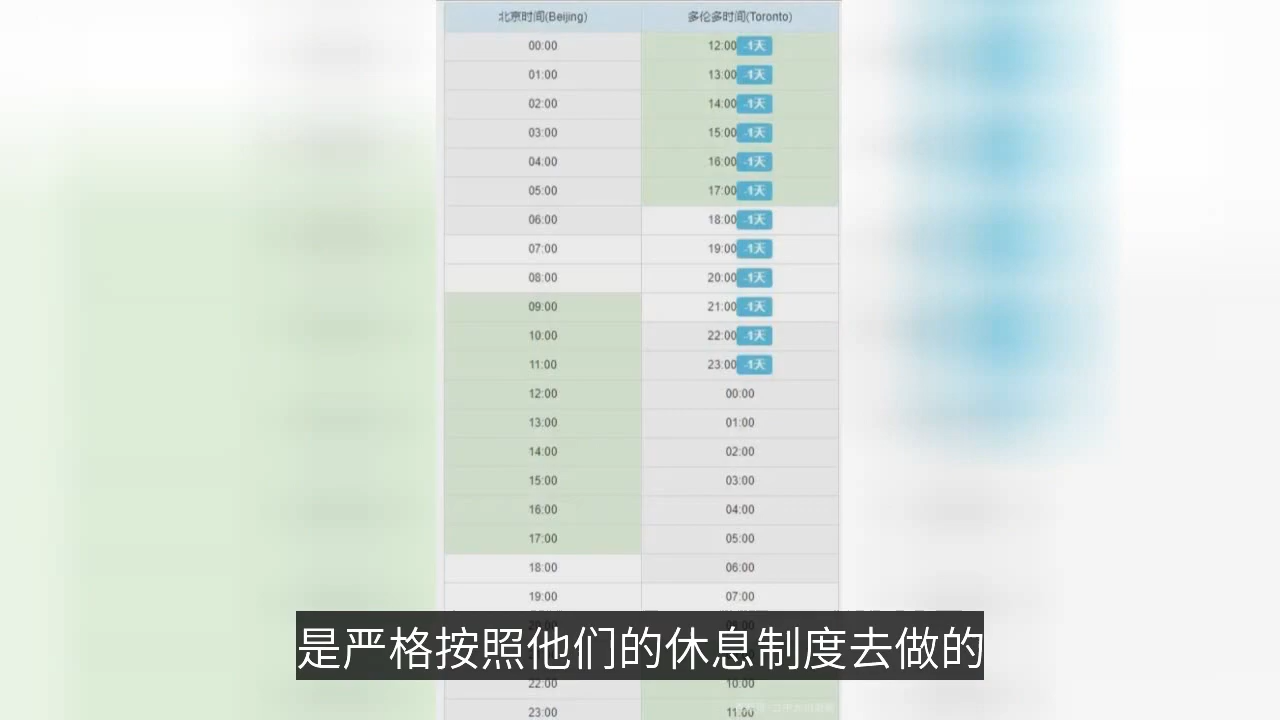 北京时间(Beijing) 多伦多时间(Toronto)
00:00 12:00 -1天
01:00 13:00 -1天
02:00 14:00 -1天
03:00 15:00 -1天
04:00 16:00 -1天
05:00 17:00 -1天
06:00 18:00 -1天
07:00 19:00 -1天
08:00 20:00 -1天
09:00 21:00 -1天
10:00 22:00 -1天
11:00 23:00 -1天
12:00 00:00
13:00 01:00
14:00 02:00
15:00 03:00
16:00 04:00
17:00 05:00
18:00 06:00
19:00 07:00
是严格按照他们的休息制度去做的
22:00 10:00
23:00 11:00